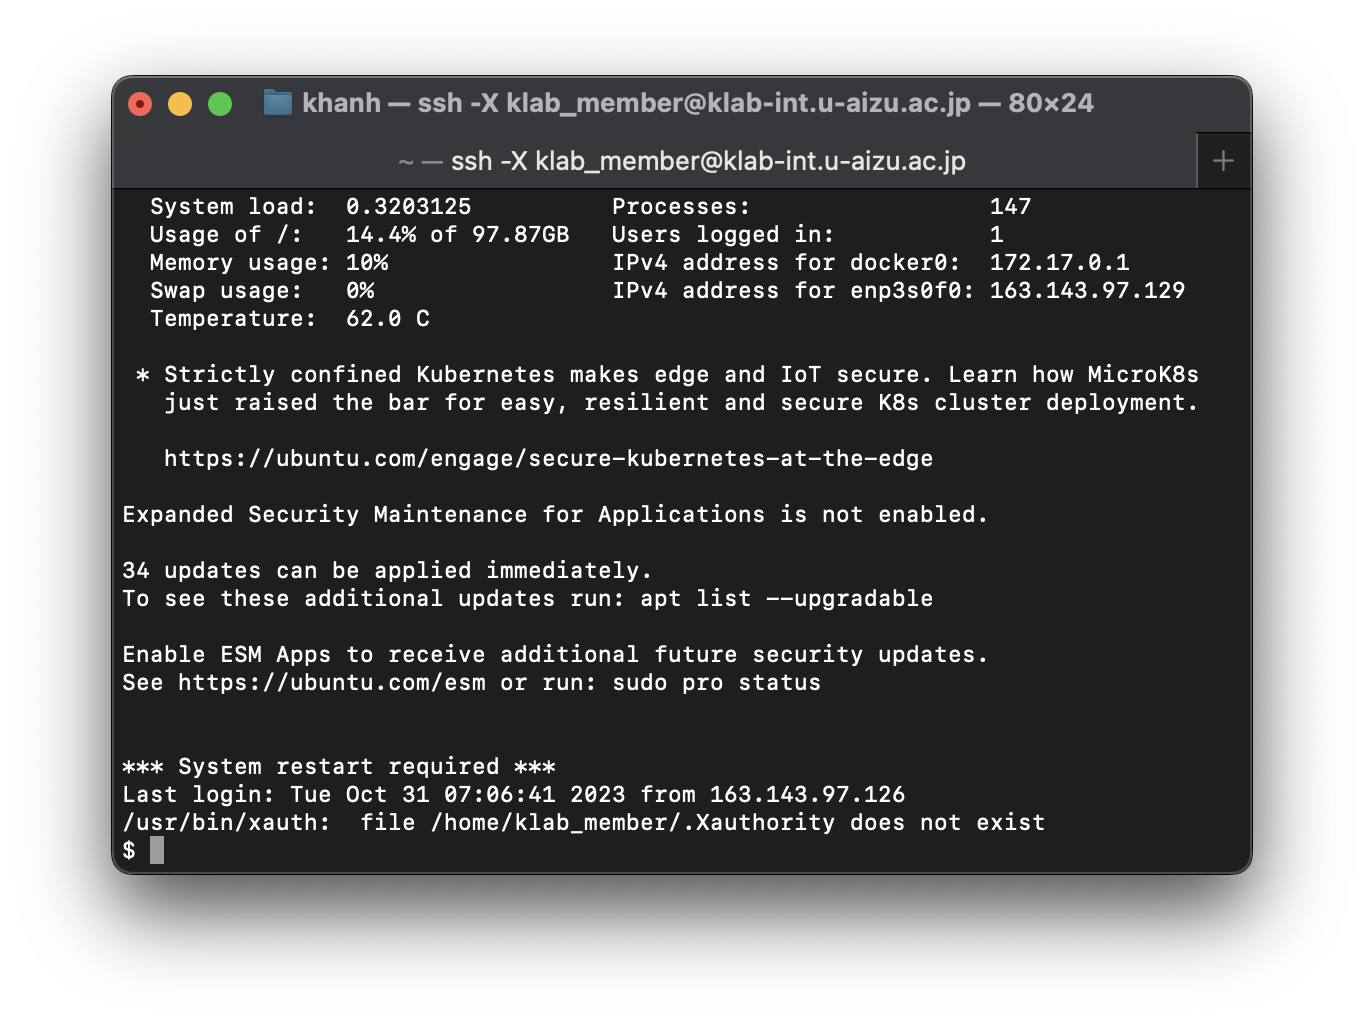 khanh — ssh -X klab_member@klab-int.u-aizu.ac.jp — 80×24
~ — ssh -X klab_member@klab-int.u-aizu.ac.jp +
System load: 0.3203125 Processes: 147
Usage of /: 14.4% of 97.87GB Users logged in: 1
Memory usage: 10% IPv4 address for docker0: 172.17.0.1
Swap usage: 0% IPv4 address for enp3s0f0: 163.143.97.129
Temperature: 62.0 C
* Strictly confined Kubernetes makes edge and IoT secure. Learn how MicroK8s
just raised the bar for easy, resilient and secure K8s cluster deployment.
https://ubuntu.com/engage/secure-kubernetes-at-the-edge
Expanded Security Maintenance for Applications is not enabled.
34 updates can be applied immediately.
To see these additional updates run: apt list --upgradable
Enable ESM Apps to receive additional future security updates.
See https://ubuntu.com/esm or run: sudo pro status
*** System restart required ***
Last login: Tue Oct 31 07:06:41 2023 from 163.143.97.126
/usr/bin/xauth:  file /home/klab_member/.Xauthority does not exist
$